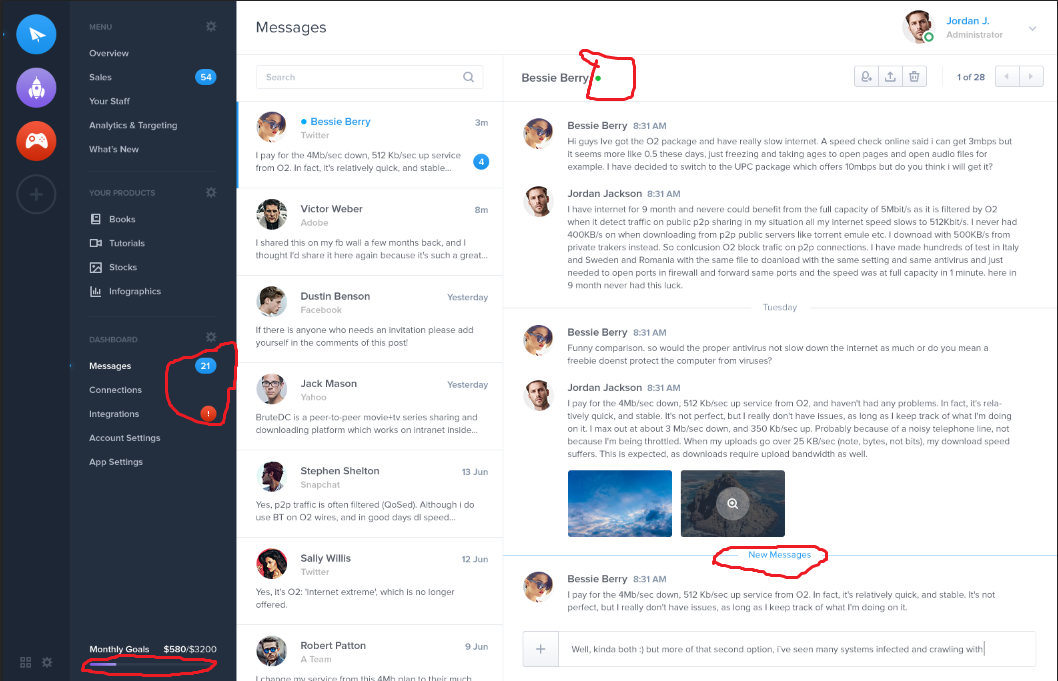 MENU
Overview
Sales 54
Your Staff
Analytics & Targeting
What's New
YOUR PRODUCTS
Books
Tutorials
Stocks
Infographics
DASHBOARD
Messages 21
Connections
Integrations !
Account Settings
App Settings
Monthly Goals $580/$3200
Messages
Jordan J.
Administrator
Search
Bessie Berry 3m
Twitter
I pay for the 4Mb/sec down, 512 Kb/sec up service
from O2. In fact, it's relatively quick, and stable...
4
Victor Weber 8m
Adobe
I shared this on my fb wall a few months back, and I
thought I'd share it here again because it's such a great...
Dustin Benson Yesterday
Facebook
If there is anyone who needs an invitation please add
yourself in the comments of this post!
Jack Mason Yesterday
Yahoo
BruteDC is a peer-to-peer movie+tv series sharing and
downloading platform which works on intranet inside...
Stephen Shelton 13 Jun
Snapchat
Yes, p2p traffic is often filtered (QoSed). Although i do
use BT on O2 wires, and in good days dl speed...
Sally Willis 12 Jun
Twitter
Yes, it's O2: 'internet extreme', which is no longer
offered.
Robert Patton 9 Jun
A Team
I change my service from this 4Mb plan to their much
Bessie Berry
1 of 28
Bessie Berry 8:31 AM
Hi guys Ive got the O2 package and have really slow internet. A speed check online said i can get 3mbps but
it seems more like 0.5 these days, just freezing and taking ages to open pages and open audio files for
example. I have decided to switch to the UPC package which offers 10mbps but do you think i will get it?
Jordan Jackson 8:31 AM
I have internet for 9 month and nevere could benefit from the full capacity of 5Mbit/s as it is filtered by O2
when it detect traffic on public p2p sharing in my situation all my internet speed slows to 512Kbit/s. I never had
400KB/s on when downloading from p2p public servers like torrent emule etc. I downoad with 500KB/s from
private trakers instead. So conlcusion O2 block trafic on p2p connections. I have made hundreds of test in Italy
and Sweden and Romania with the same file to doanload with the same setting and same antivirus and just
needed to open ports in firewall and forward same ports and the speed was at full capacity in 1 minute. here in
9 month never had this luck.
Tuesday
Bessie Berry 8:31 AM
Funny comparison. so would the proper antivirus not slow down the internet as much or do you mean a
freebie doenst protect the computer from viruses?
Jordan Jackson 8:31 AM
I pay for the 4Mb/sec down, 512 Kb/sec up service from O2, and haven't had any problems. In fact, it's rela-
tively quick, and stable. It's not perfect, but I really don't have issues, as long as I keep track of what I'm doing
on it. I max out at about 3 Mb/sec down, and 350 Kb/sec up. Probably because of a noisy telephone line, not
because I'm being throttled. When my uploads go over 25 KB/sec (note, bytes, not bits), my download speed
suffers. This is expected, as downloads require upload bandwidth as well.
New Messages
Bessie Berry 8:31 AM
I pay for the 4Mb/sec down, 512 Kb/sec up service from O2. In fact, it's relatively quick, and stable. It's not
perfect, but I really don't have issues, as long as I keep track of what I'm doing on it.
Well, kinda both :) but more of that second option, i've seen many systems infected and crawling with